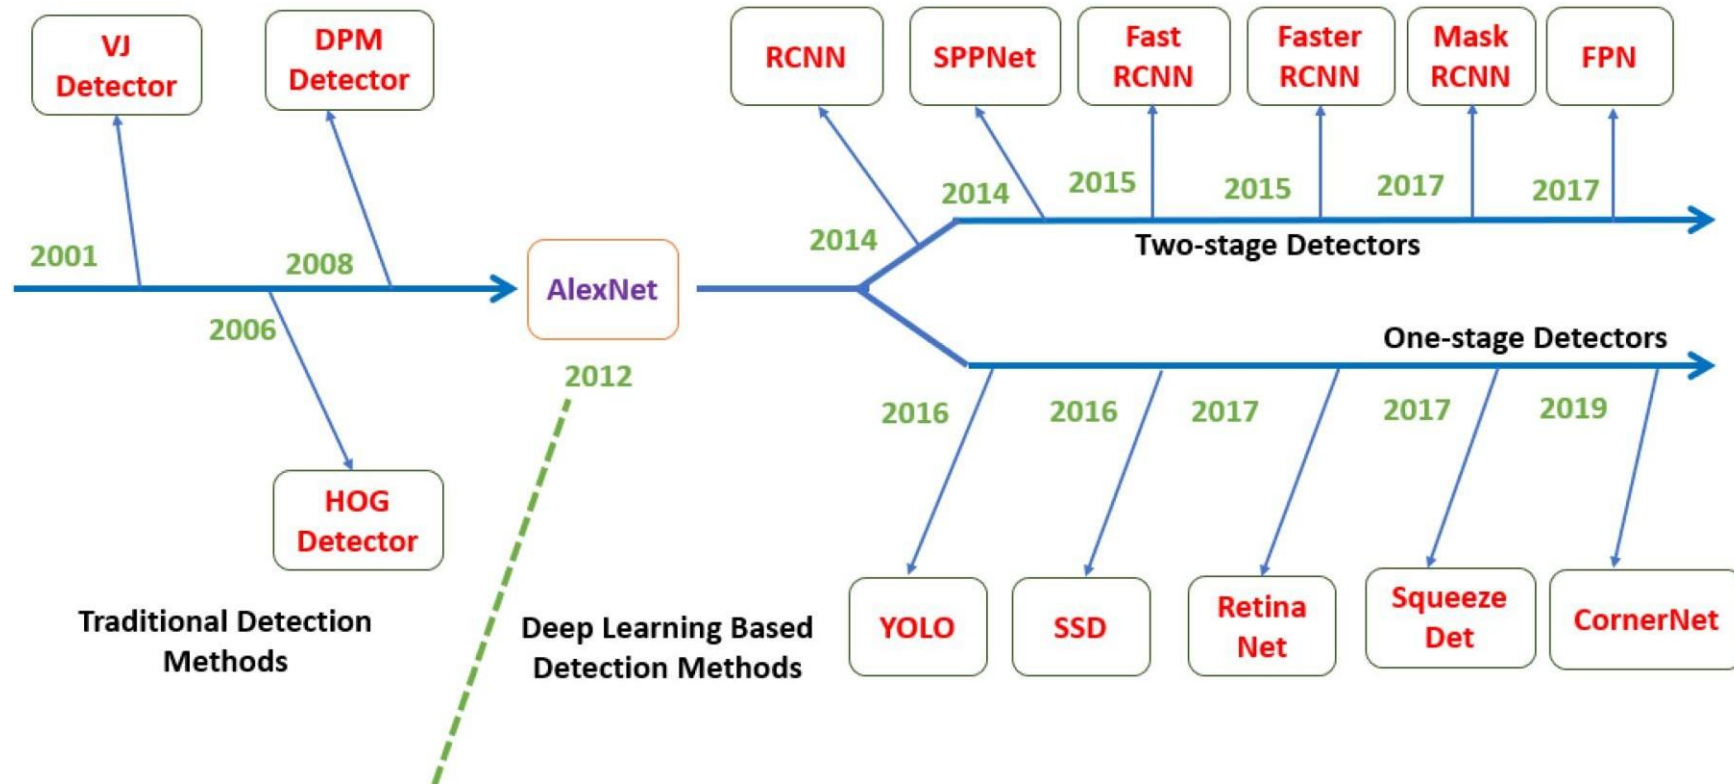 VJ
Detector
DPM
Detector
2001
2008
2006
HOG
Detector
Traditional Detection
Methods
AlexNet
2012
Deep Learning Based
Detection Methods
RCNN
SPPNet
Fast
RCNN
Faster
RCNN
Mask
RCNN
FPN
2014
2014
2015
2015
2017
2017
Two-stage Detectors
One-stage Detectors
2016
2016
2017
2017
2019
YOLO
SSD
Retina
Net
Squeeze
Det
CornerNet